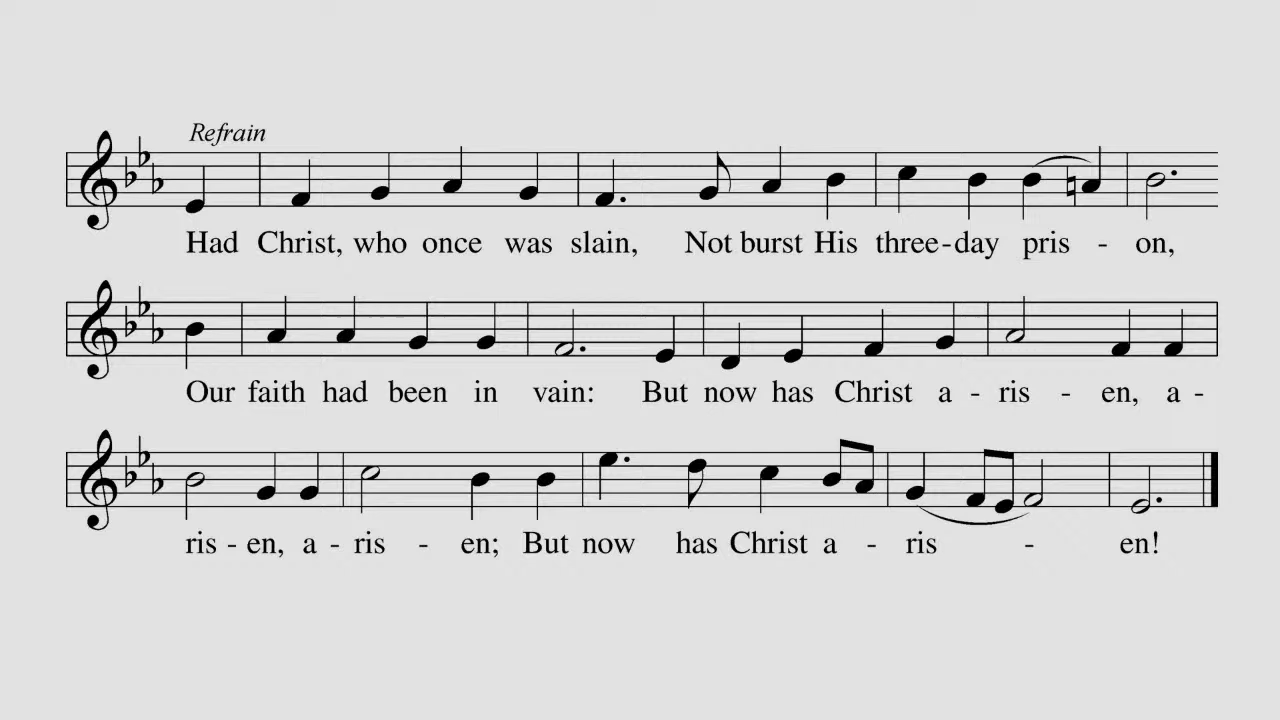 Refrain
Had Christ, who once was slain, Not burst His three-day pris - on,
Our faith had been in vain: But now has Christ a - ris - en, a -
ris - en, a - ris - en; But now has Christ a - ris - en!